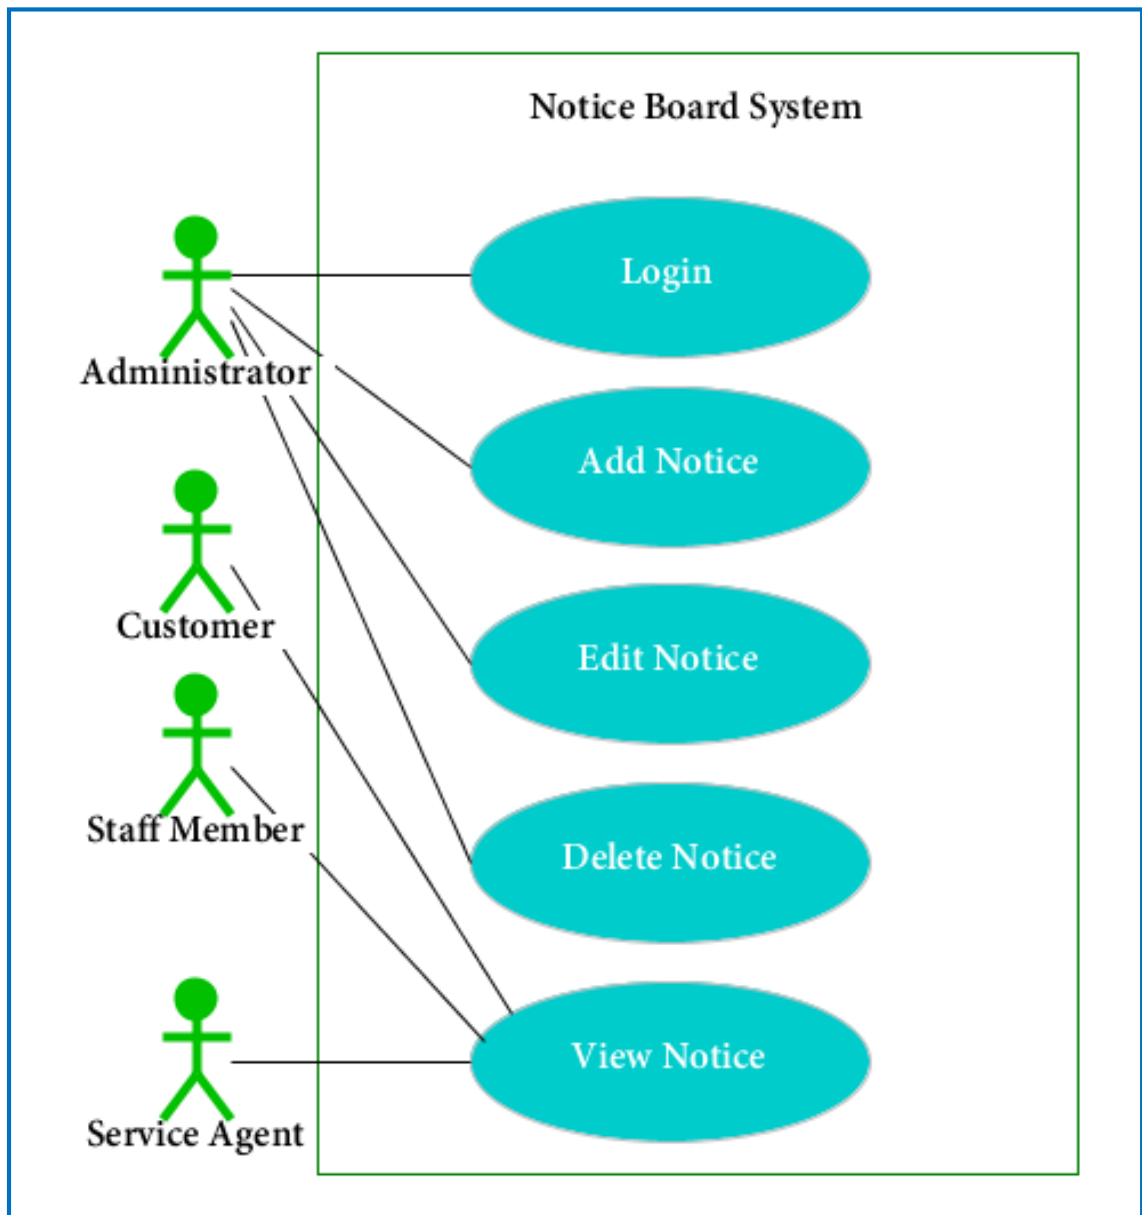 Notice Board System
Login
Administrator
Add Notice
Customer
Edit Notice
Staff Member
Delete Notice
View Notice
Service Agent